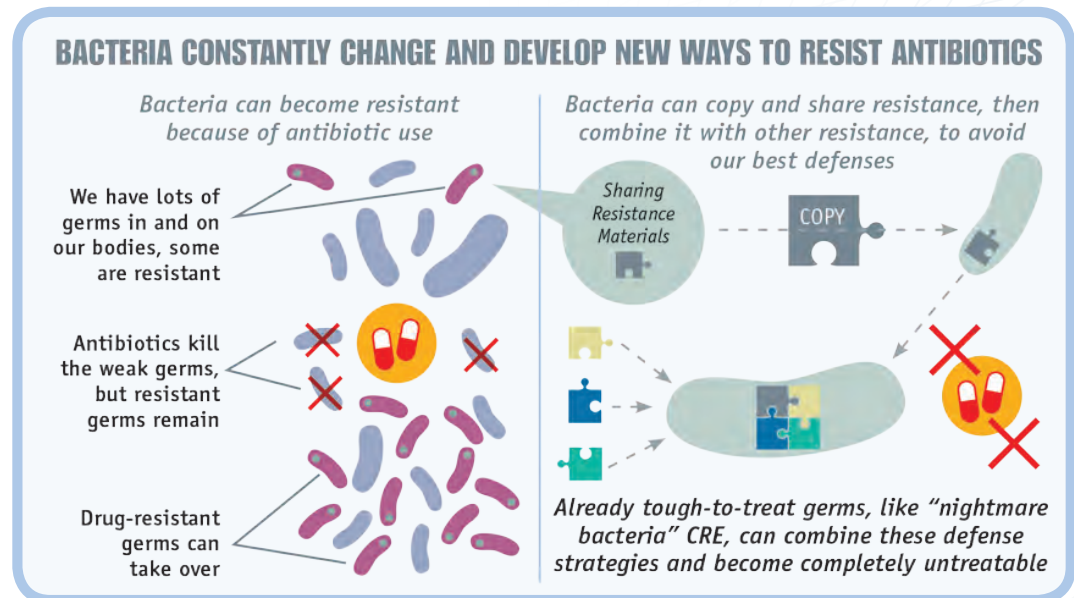 BACTERIA CONSTANTLY CHANGE AND DEVELOP NEW WAYS TO RESIST ANTIBIOTICS
Bacteria can become resistant
because of antibiotic use
We have lots of
germs in and on
our bodies, some
are resistant
Antibiotics kill
the weak germs,
but resistant
germs remain
Drug-resistant
germs can
take over
Bacteria can copy and share resistance, then
combine it with other resistance, to avoid
our best defenses
Sharing
Resistance
Materials
COPY
Already tough-to-treat germs, like “nightmare
bacteria” CRE, can combine these defense
strategies and become completely untreatable